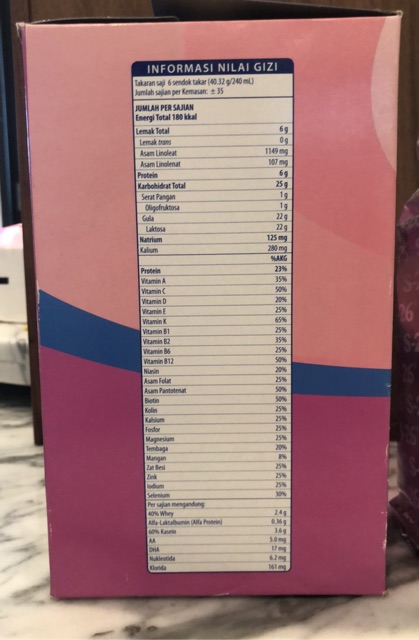 INFORMASI NILAI GIZI
Takaran saji 6 sendok takar (40.32 g/240 mL)
Jumlah sajian per Kemasan: ± 35
JUMLAH PER SAJIAN
Energi Total 180 kkal
Lemak Total 6 g
Lemak trans 0 g
Asam Linoleat 1149 mg
Asam Linolenat 107 mg
Protein 6 g
Karbohidrat Total 25 g
Serat Pangan 1 g
Oligofruktosa 1 g
Gula 22 g
Laktosa 22 g
Natrium 125 mg
Kalium 280 mg
%AKG
Protein 23%
Vitamin A 35%
Vitamin C 50%
Vitamin D 20%
Vitamin E 25%
Vitamin K 65%
Vitamin B1 25%
Vitamin B2 35%
Vitamin B6 25%
Vitamin B12 50%
Niasin 20%
Asam Folat 25%
Asam Pantotenat 50%
Biotin 50%
Kolin 25%
Kalsium 25%
Fosfor 25%
Magnesium 25%
Tembaga 20%
Mangan 8%
Zat Besi 25%
Zink 25%
Iodium 25%
Selenium 30%
Per sajian mengandung:
40% Whey 2.4 g
Alfa-Laktalbumin (Alfa Protein) 0.36 g
60% Kasein 3.6 g
AA 5.0 mg
DHA 17 mg
Nukleotida 6.2 mg
Klorida 161 mg